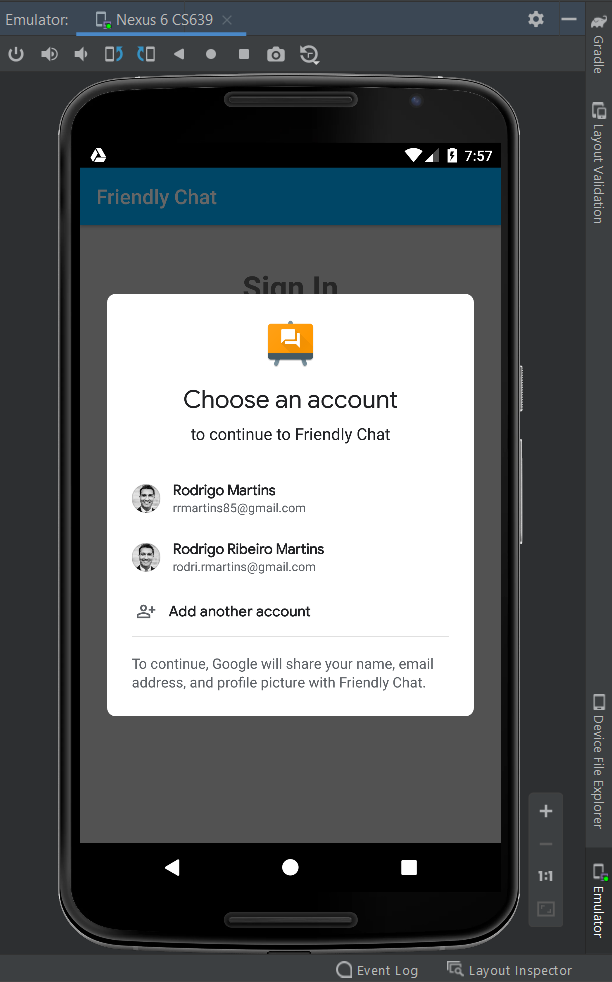 Emulator: Nexus 6 CS639
7:57
Friendly Chat
Sign In
Choose an account
to continue to Friendly Chat
Rodrigo Martins
rrmartins85@gmail.com
Rodrigo Ribeiro Martins
rodri.rmartins@gmail.com
Add another account
To continue, Google will share your name, email
address, and profile picture with Friendly Chat.
1:1
Gradle
Layout Validation
Device File Explorer
Emulator
Event Log Layout Inspector